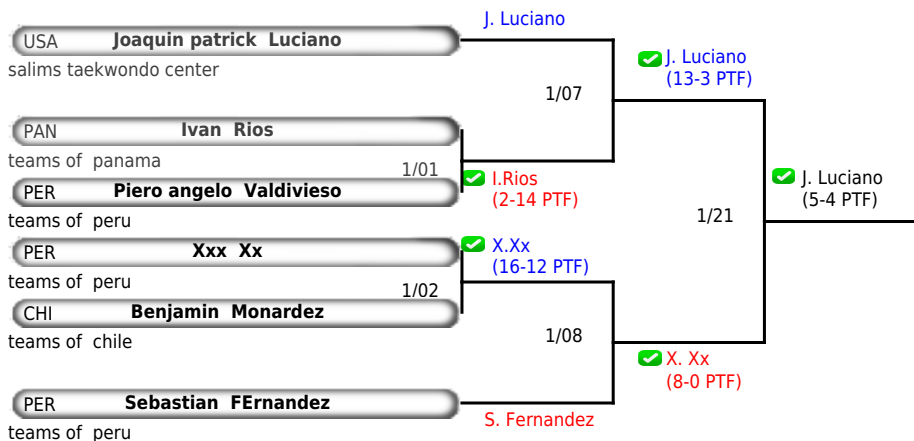 J. Luciano
USA Joaquin patrick Luciano
salims taekwondo center
J. Luciano
(13-3 PTF)
1/07
PAN Ivan Rios
teams of panama
1/01
I.Rios
(2-14 PTF)
PER Piero angelo Valdivieso
teams of peru
J. Luciano
(5-4 PTF)
1/21
PER Xxx Xx
teams of peru
X.Xx
(16-12 PTF)
1/02
CHI Benjamin Monardez
teams of chile
1/08
X. Xx
(8-0 PTF)
PER Sebastian FErnandez
teams of peru
S. Fernandez